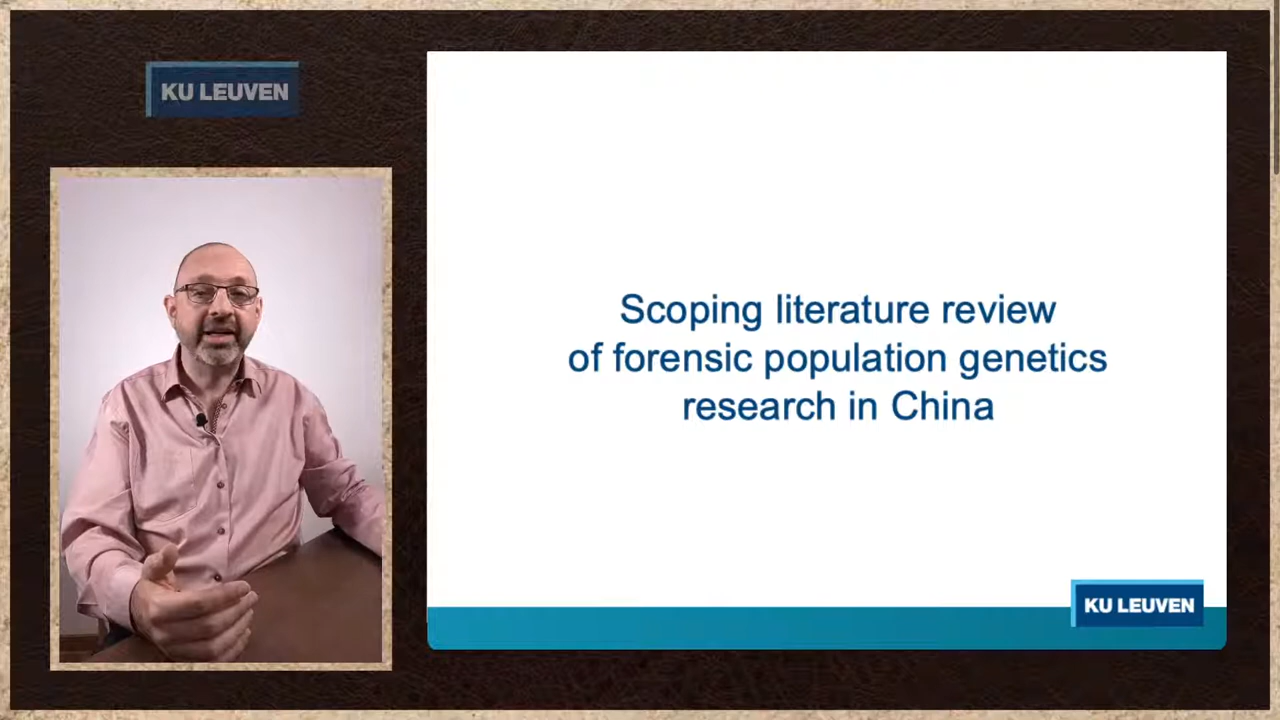 KU LEUVEN
Scoping literature review
of forensic population genetics
research in China
KU LEUVEN